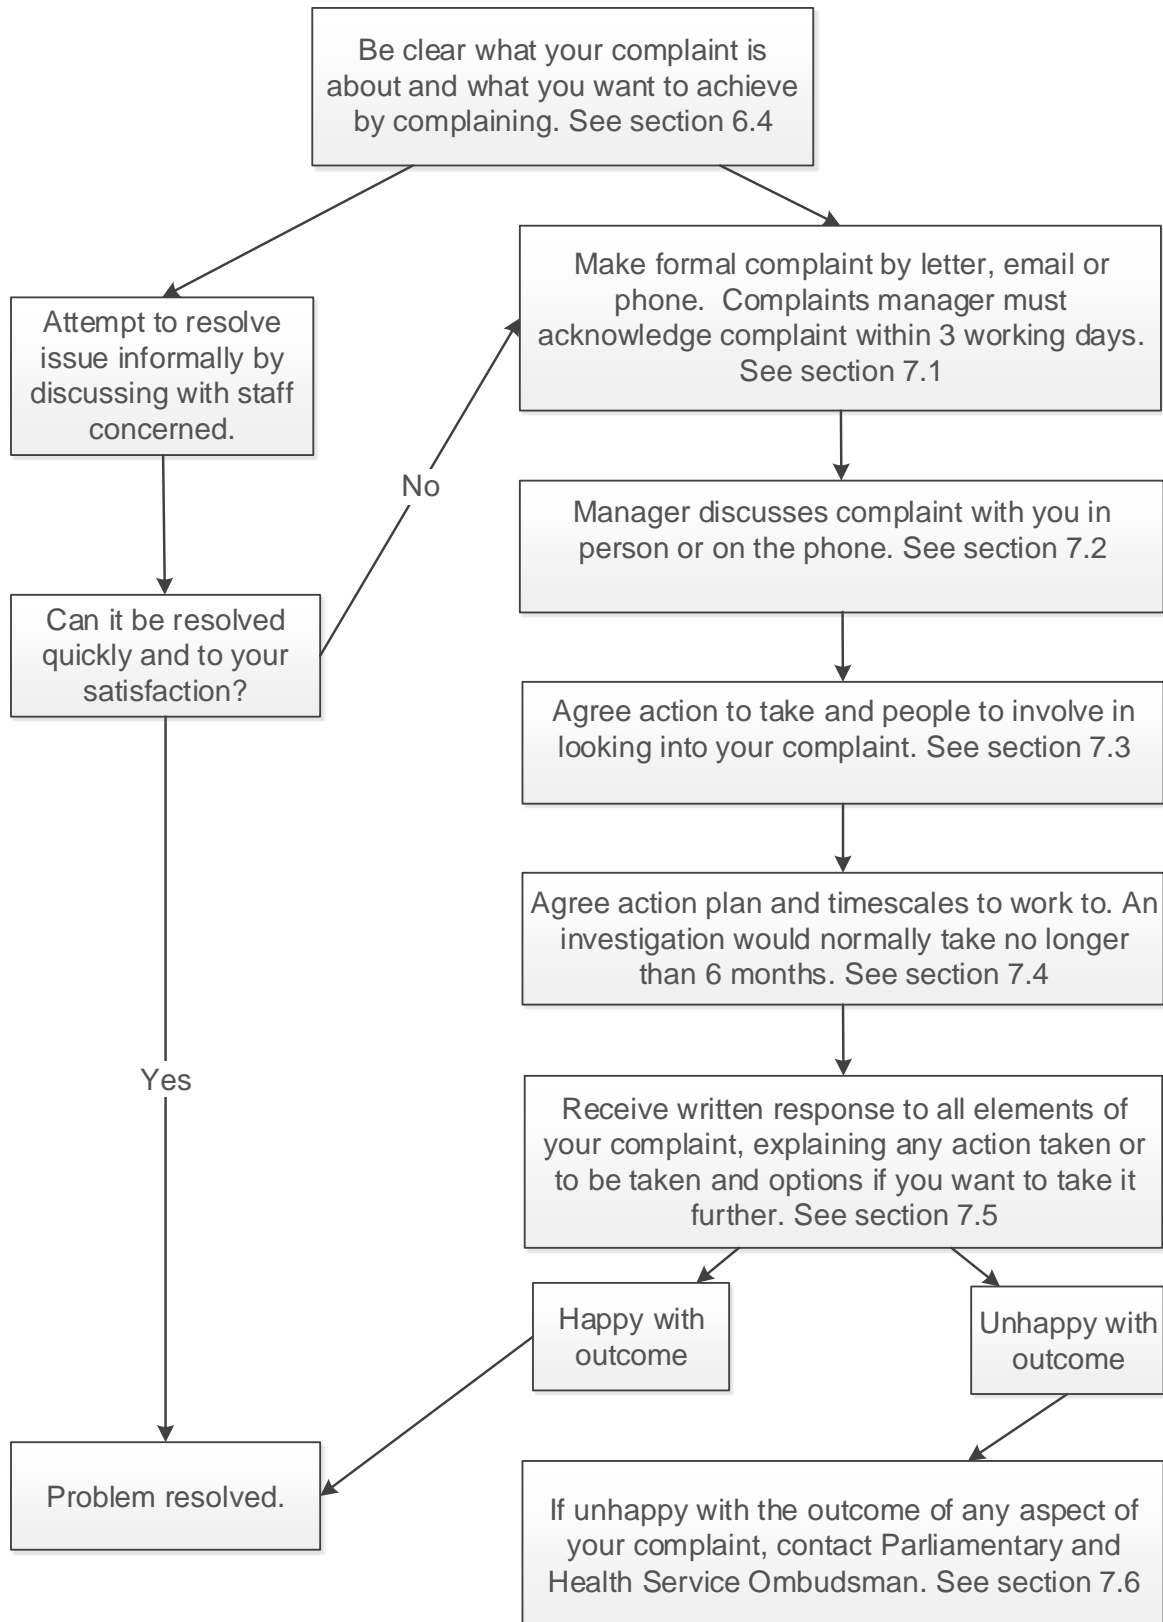 Be clear what your complaint is
about and what you want to achieve
by complaining. See section 6.4
Attempt to resolve
issue informally by
discussing with staff
concerned.
Can it be resolved
quickly and to your
satisfaction?
No
Yes
Make formal complaint by letter, email or
phone.  Complaints manager must
acknowledge complaint within 3 working days.
See section 7.1
Manager discusses complaint with you in
person or on the phone. See section 7.2
Agree action to take and people to involve in
looking into your complaint. See section 7.3
Agree action plan and timescales to work to. An
investigation would normally take no longer
than 6 months. See section 7.4
Receive written response to all elements of
your complaint, explaining any action taken or
to be taken and options if you want to take it
further. See section 7.5
Happy with
outcome
Unhappy with
outcome
Problem resolved.
If unhappy with the outcome of any aspect of
your complaint, contact Parliamentary and
Health Service Ombudsman. See section 7.6